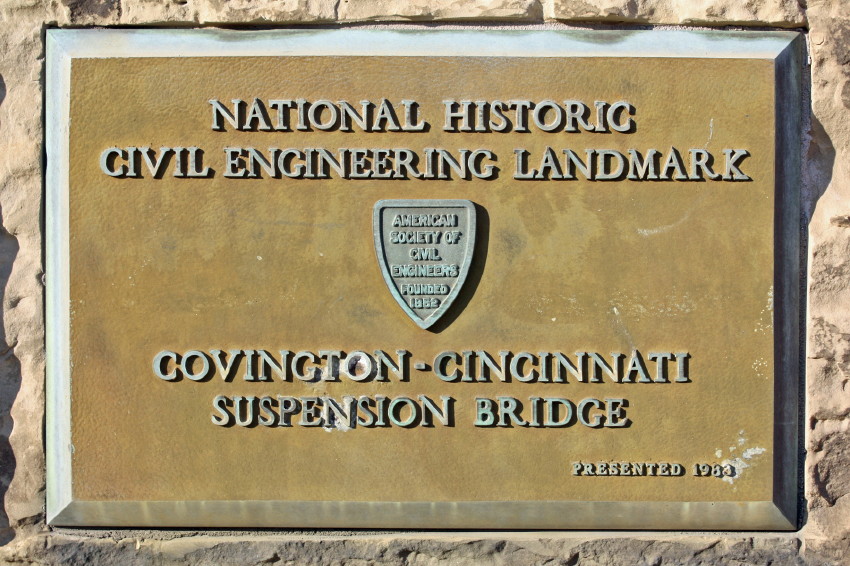 NATIONAL HISTORIC
CIVIL ENGINEERING LANDMARK
AMERICAN
SOCIETY OF
CIVIL
ENGINEERS
FOUNDED
1852
COVINGTON-CINCINNATI
SUSPENSION BRIDGE
PRESENTED 1983